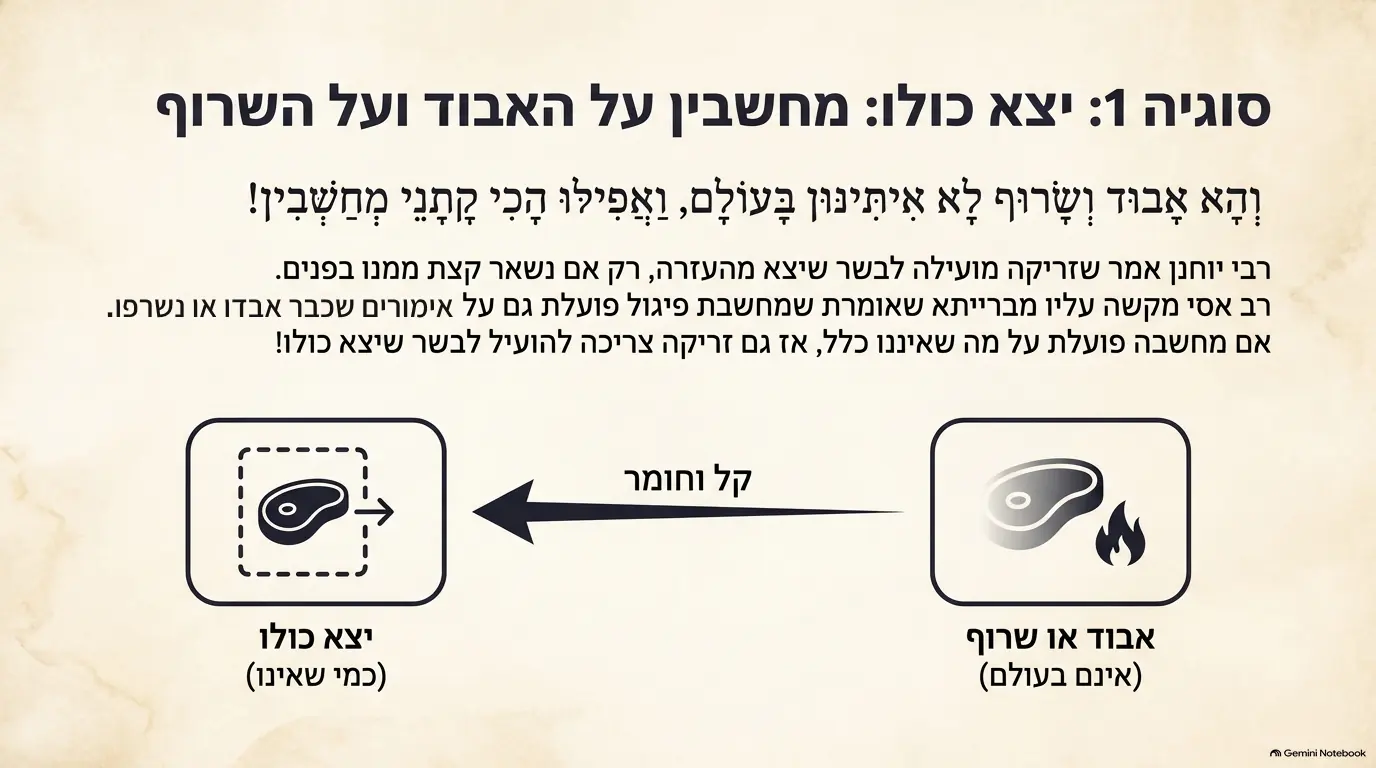 סוגיה 1: יצא כולו: מחשבין על האבוד ועל השרוף
וְהָא אָבוּד וְשָׂרוּף לָא אִיתִּינּוּן בָּעוֹלָם, וַאֲפִילּוּ הָכִי קָתָנֵי מְחַשְּׁבִין!
רבי יוחנן אמר שזריקה מועילה לבשר שיצא מהעזרה, רק אם נשאר קצת ממנו בפנים.
רב אסי מקשה עליו מברייתא שאומרת שמחשבת פיגול פועלת גם על אימורים שכבר אבדו או נשרפו.
אם מחשבה פועלת על מה שאיננו כלל, אז גם זריקה צריכה להועיל לבשר שיצא כולו!
קל וחומר
אבוד או שרוף
(אינם בעולם)
יצא כולו
(כמי שאינו)
Gemini Notebook